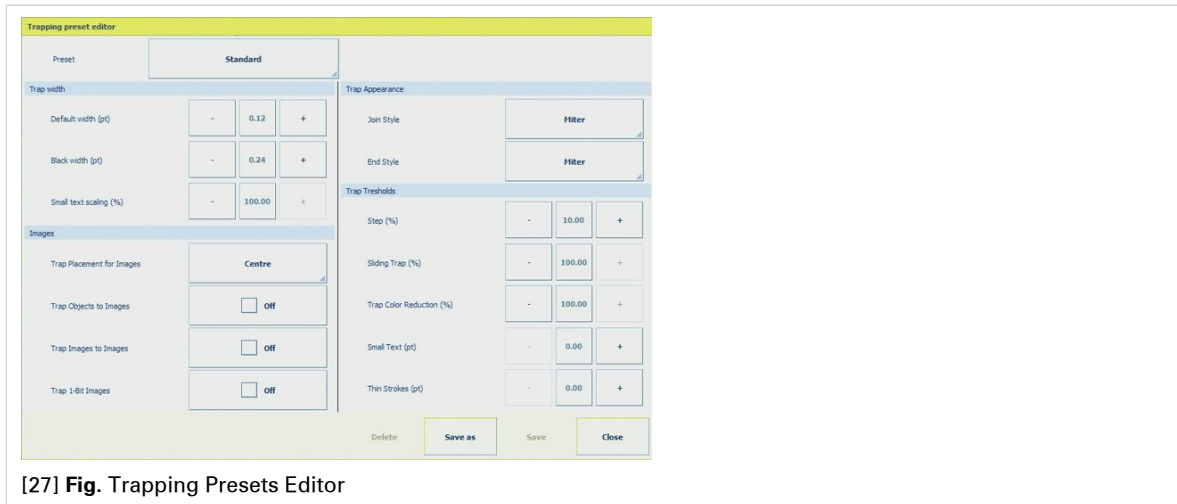 Trapping preset editor
Preset Standard
Trap width
Default width (pt) - 0.12 +
Black width (pt) - 0.24 +
Small text scaling (%) - 100.00 +
Images
Trap Placement for Images Centre
Trap Objects to Images Off
Trap Images to Images Off
Trap 1-Bit Images Off
Trap Appearance
Join Style Miter
End Style Miter
Trap Tresholds
Step (%) - 10.00 +
Sliding Trap (%) - 100.00 +
Trap Color Reduction (%) - 100.00 +
Small Text (pt) - 0.00 +
Thin Strokes (pt) - 0.00 +
Delete Save as Save Close
[27] Fig. Trapping Presets Editor